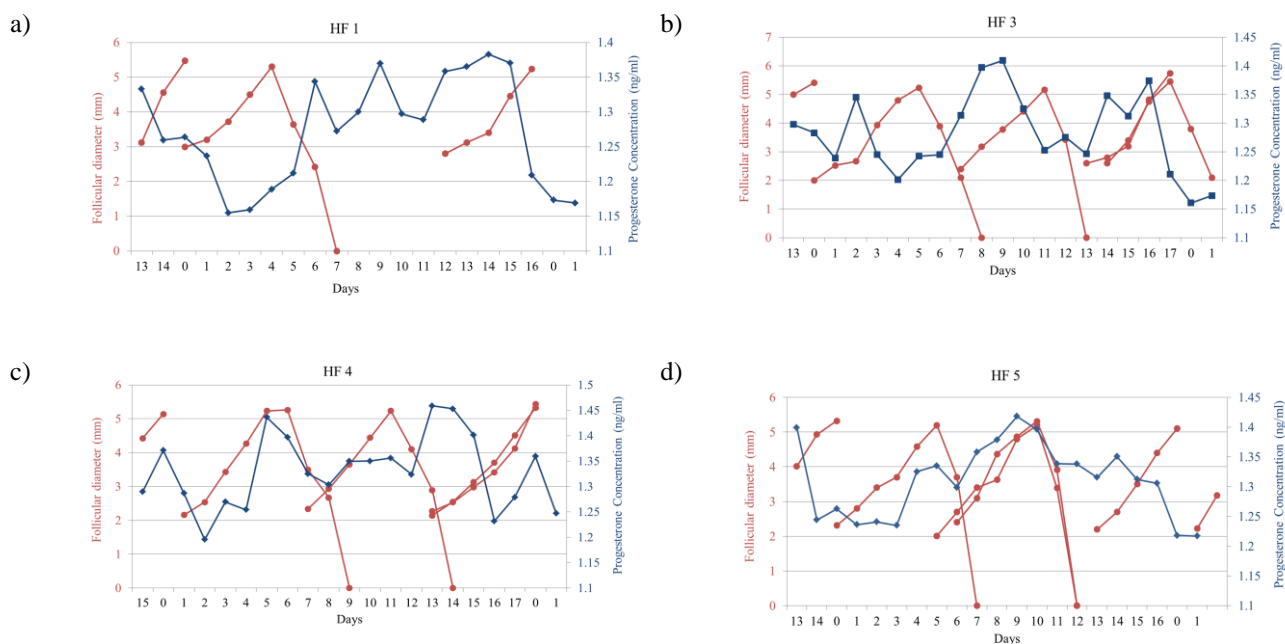 a)
HF 1
Follicular diameter (mm)
6
5
4
3
2
1
0
1.4
1.35
1.3
1.25
1.2
1.15
1.1
Progesterone Concentration (ng/ml)
13 14 0 1 2 3 4 5 6 7 8 9 10 11 12 13 14 15 16 0 1
Days
b)
HF 3
Follicular diameter (mm)
7
6
5
4
3
2
1
0
1.45
1.4
1.35
1.3
1.25
1.2
1.15
1.1
Progesterone Concentration (ng/ml)
13 0 1 2 3 4 5 6 7 8 9 10 11 12 13 14 15 16 17 0 1
Days
c)
HF 4
Follicular diameter (mm)
6
5
4
3
2
1
0
1.5
1.45
1.4
1.35
1.3
1.25
1.2
1.15
1.1
Progesterone Concentration (ng/ml)
15 0 1 2 3 4 5 6 7 8 9 10 11 12 13 14 15 16 17 0 1
Days
d)
HF 5
Follicular diameter (mm)
6
5
4
3
2
1
0
1.45
1.4
1.35
1.3
1.25
1.2
1.15
1.1
Progesterone Concentration (ng/ml)
13 14 0 1 2 3 4 5 6 7 8 9 10 11 12 13 14 15 16 0 1
Days